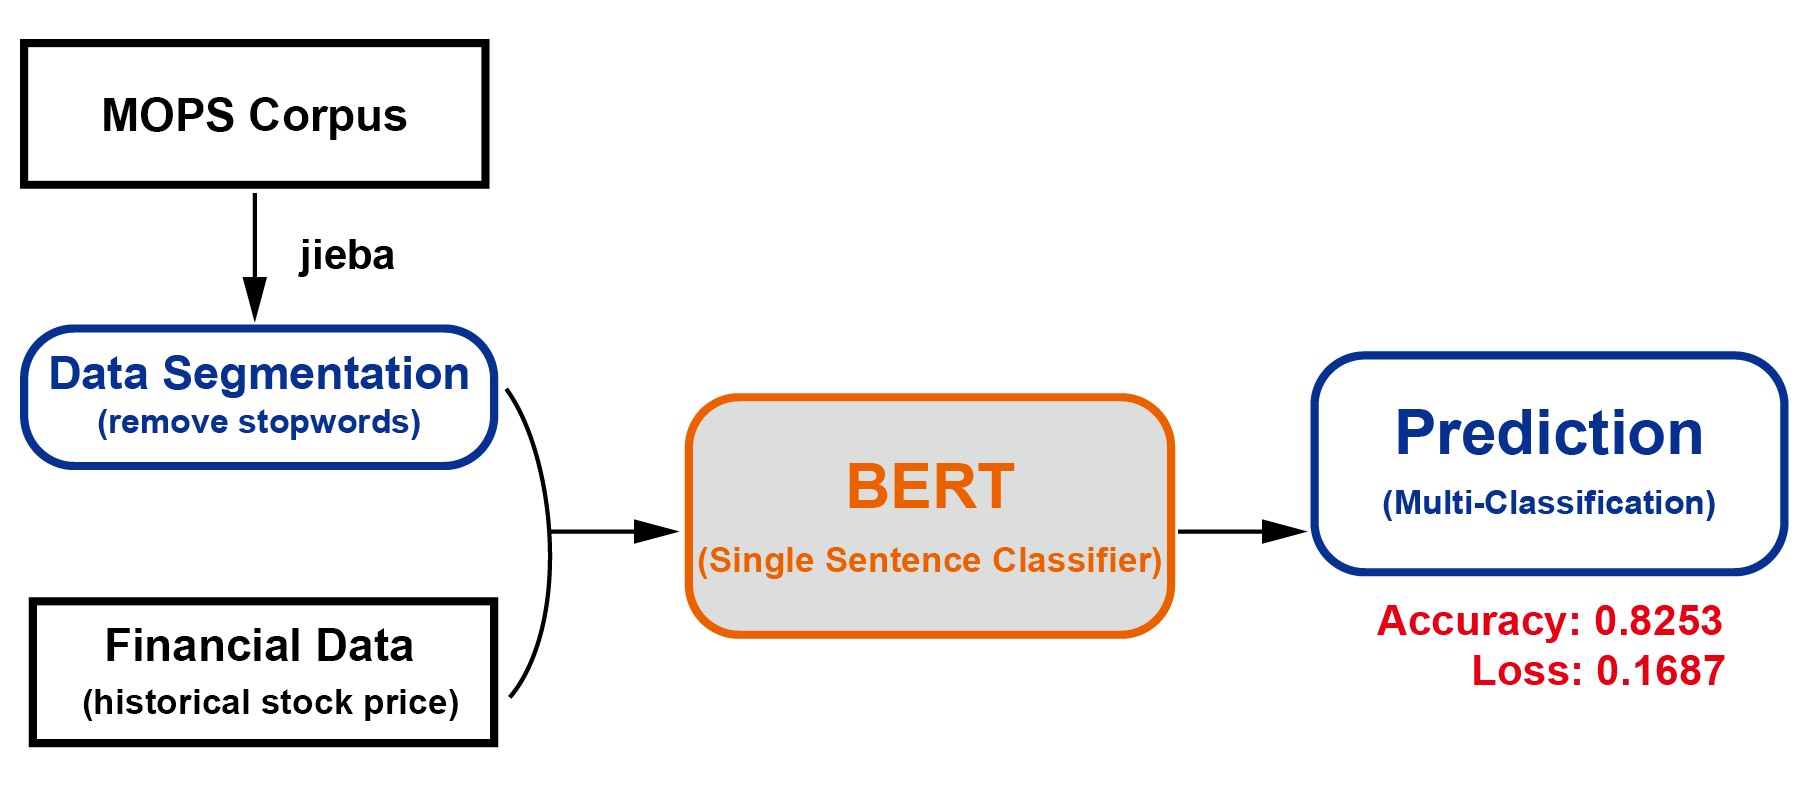 MOPS Corpus
jieba
Data Segmentation
(remove stopwords)
Financial Data
(historical stock price)
BERT
(Single Sentence Classifier)
Prediction
(Multi-Classification)
Accuracy: 0.8253
Loss: 0.1687